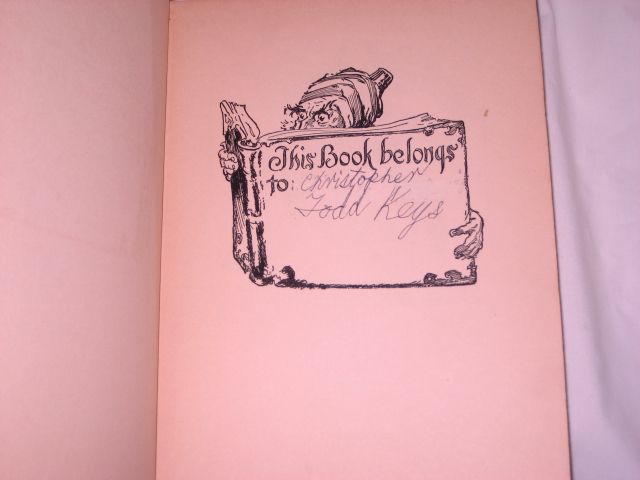 This Book belongs
to: Christopher
Todd Keys